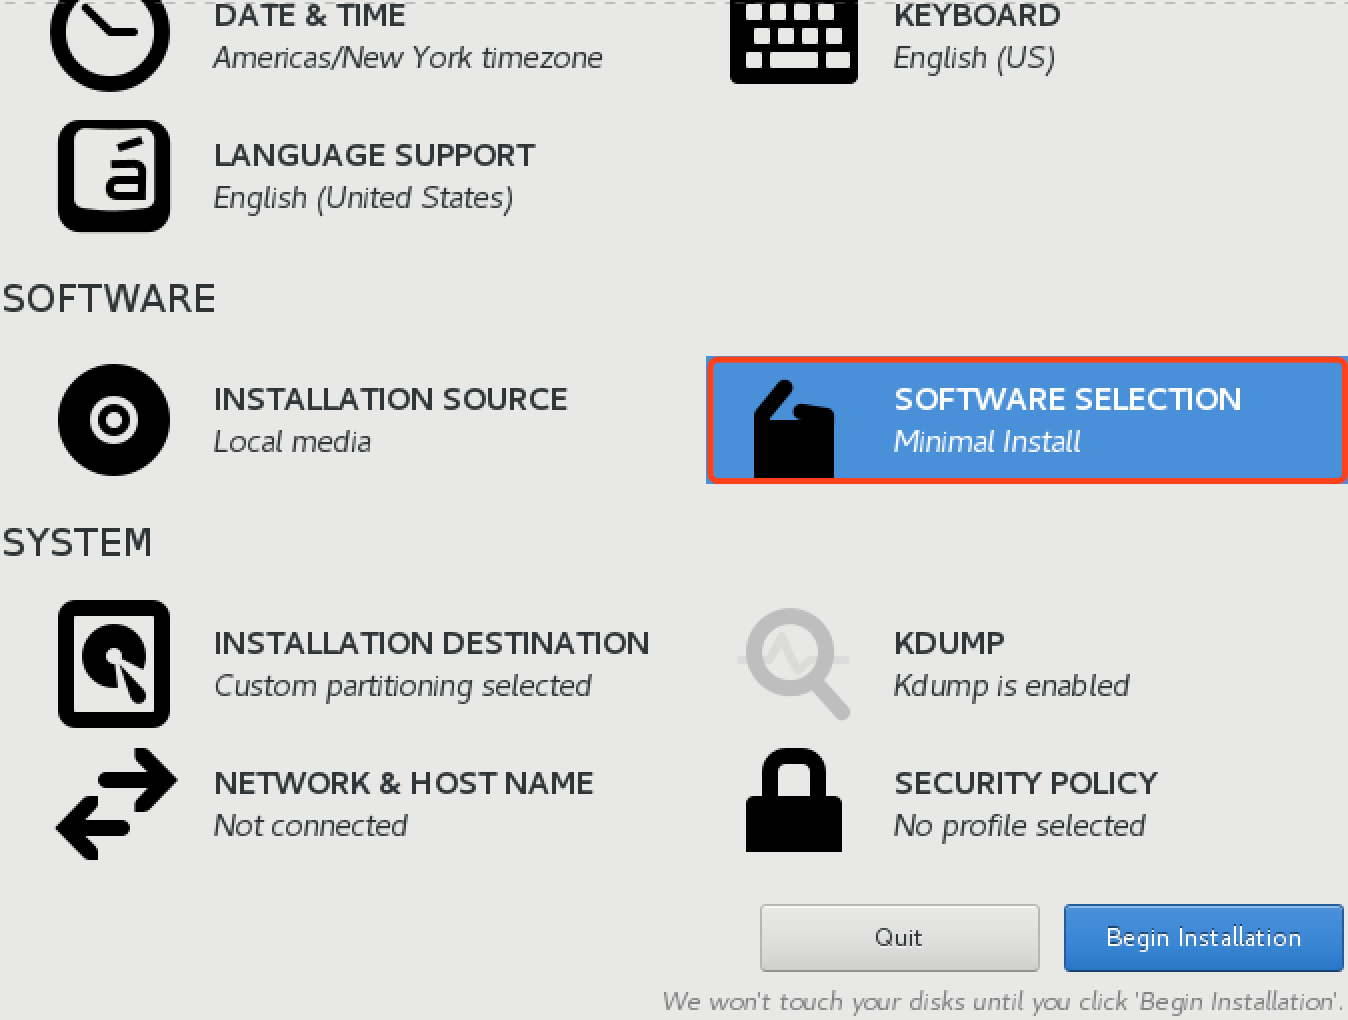 DATE & TIME
Americas/New York timezone
KEYBOARD
English (US)
á
LANGUAGE SUPPORT
English (United States)
SOFTWARE
INSTALLATION SOURCE
Local media
SOFTWARE SELECTION
Minimal Install
SYSTEM
INSTALLATION DESTINATION
Custom partitioning selected
KDUMP
Kdump is enabled
NETWORK & HOST NAME
Not connected
SECURITY POLICY
No profile selected
Quit
Begin Installation
We won't touch your disks until you click 'Begin Installation'.